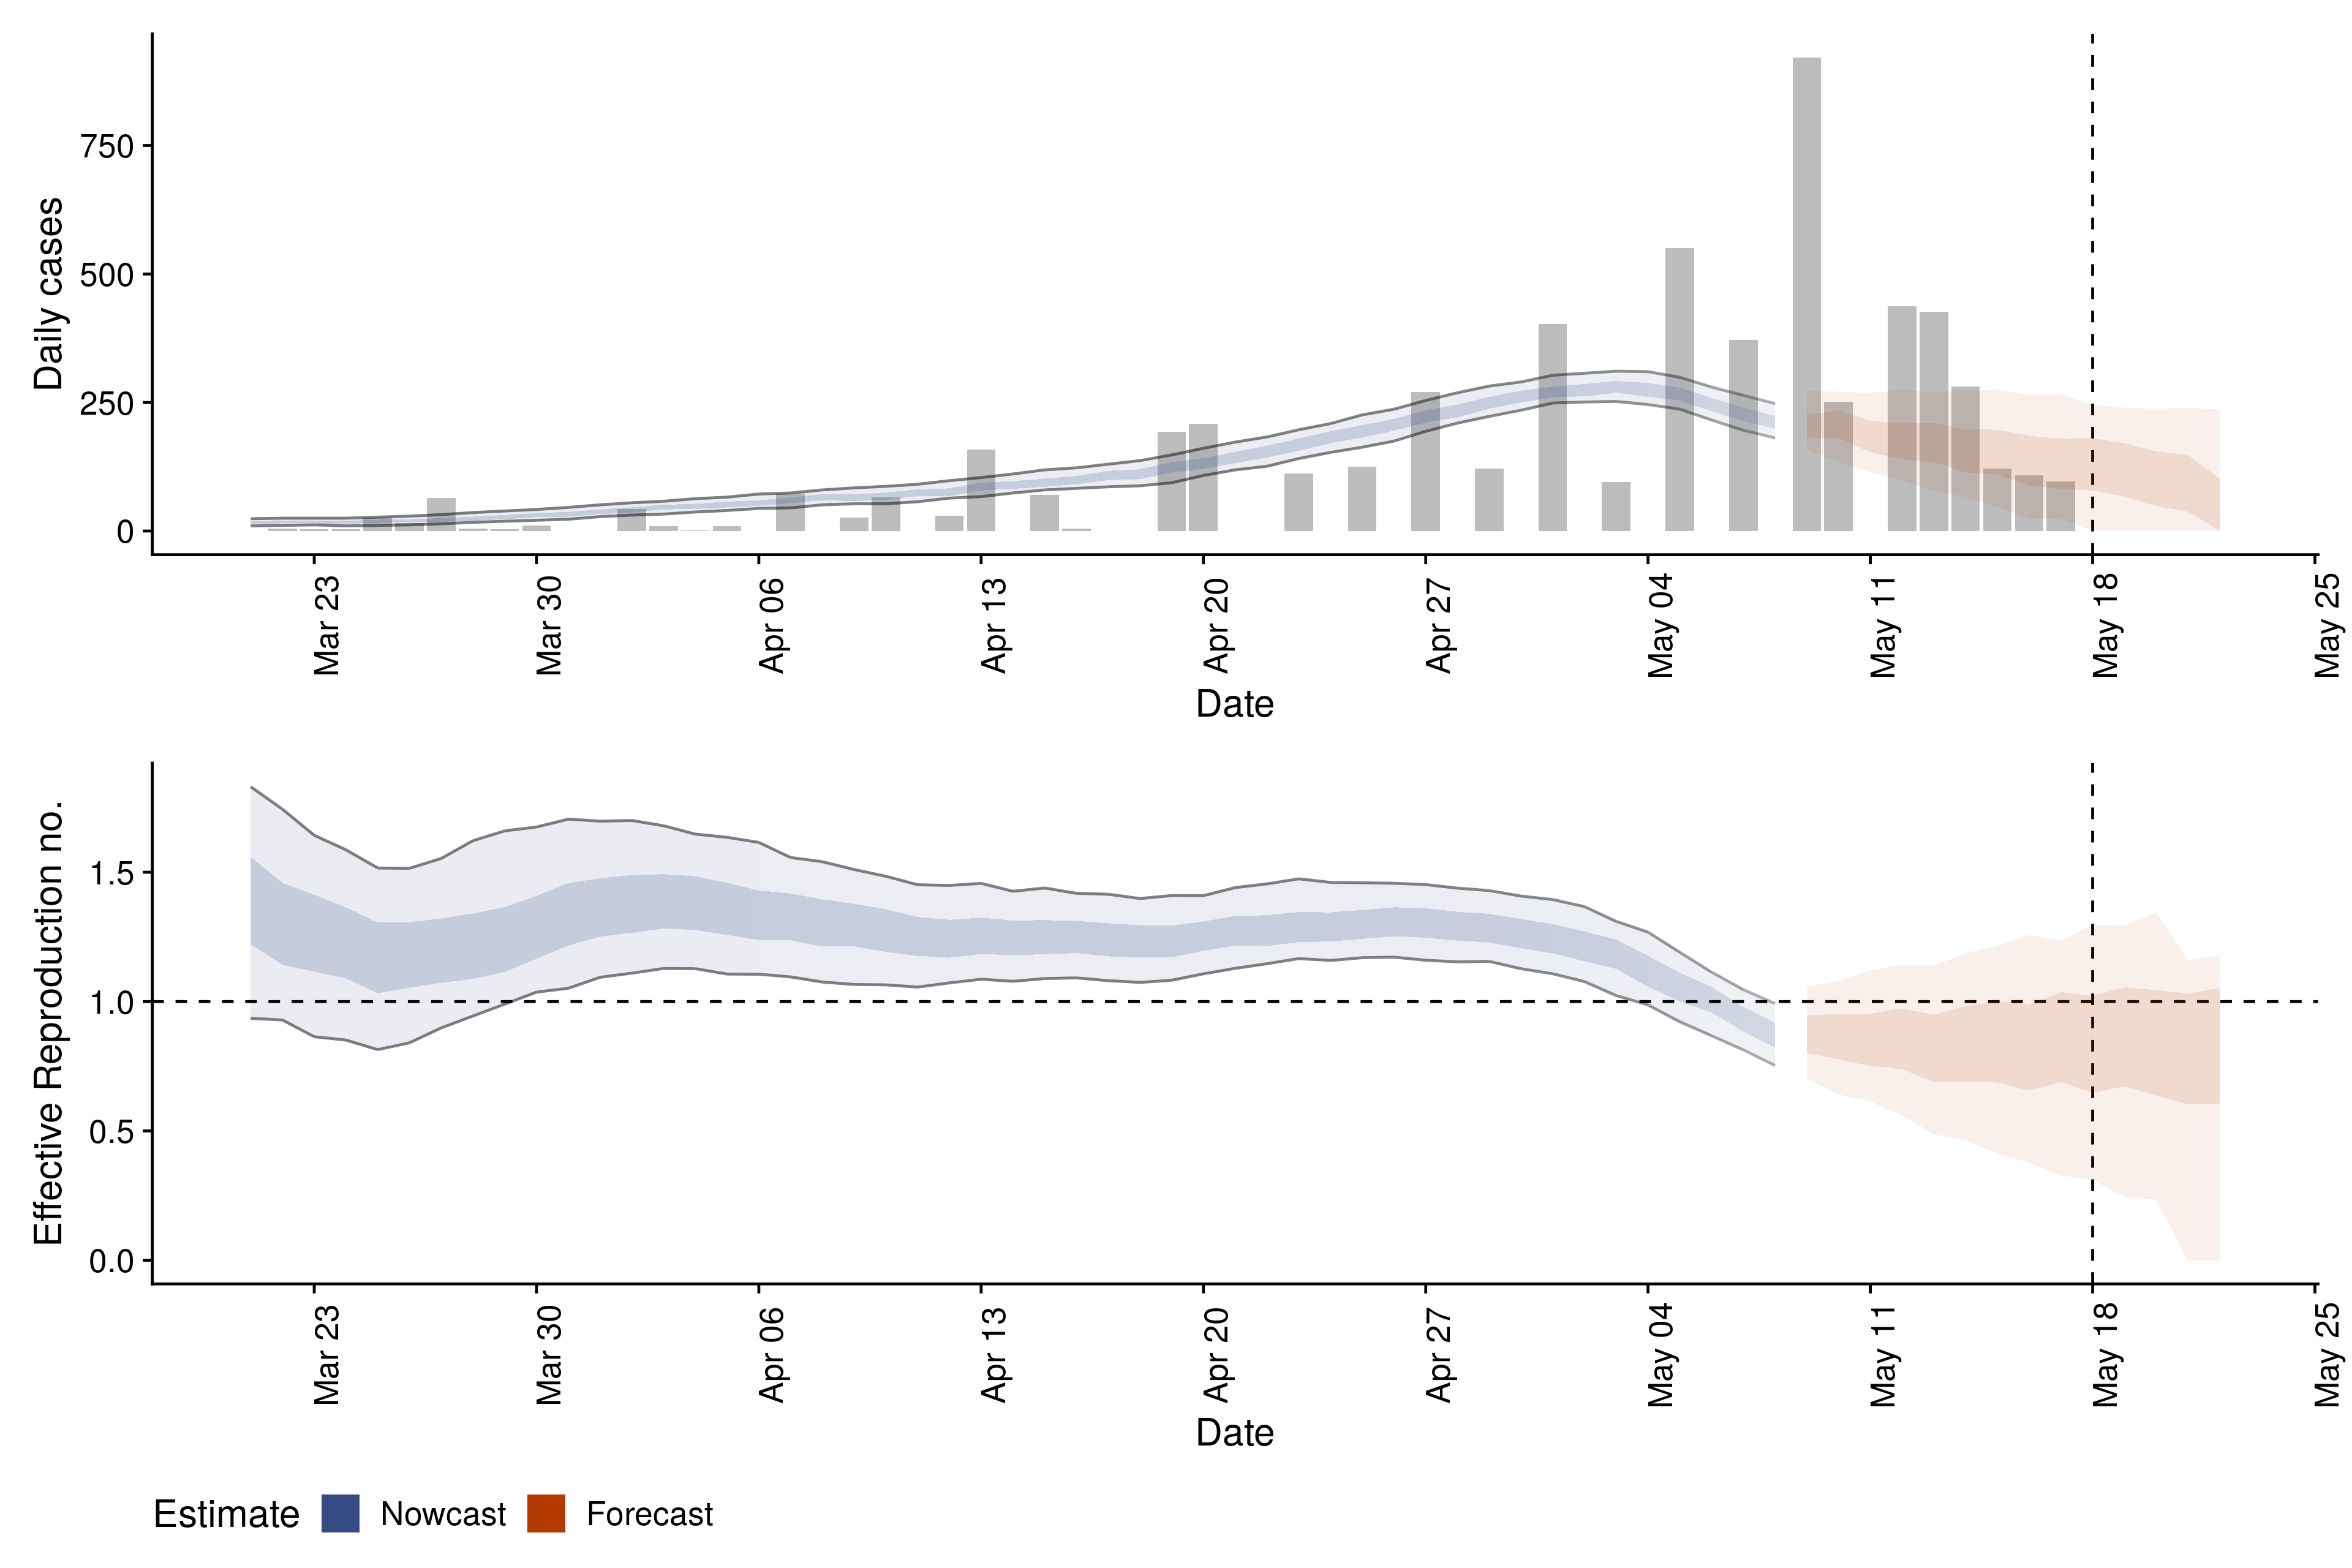 Daily cases
750
500
250
0
Mar 23
Mar 30
Apr 06
Apr 13
Apr 20
Apr 27
May 04
May 11
May 18
May 25
Date
Effective Reproduction no.
1.5
1.0
0.5
0.0
Mar 23
Mar 30
Apr 06
Apr 13
Apr 20
Apr 27
May 04
May 11
May 18
May 25
Date
Estimate Nowcast Forecast